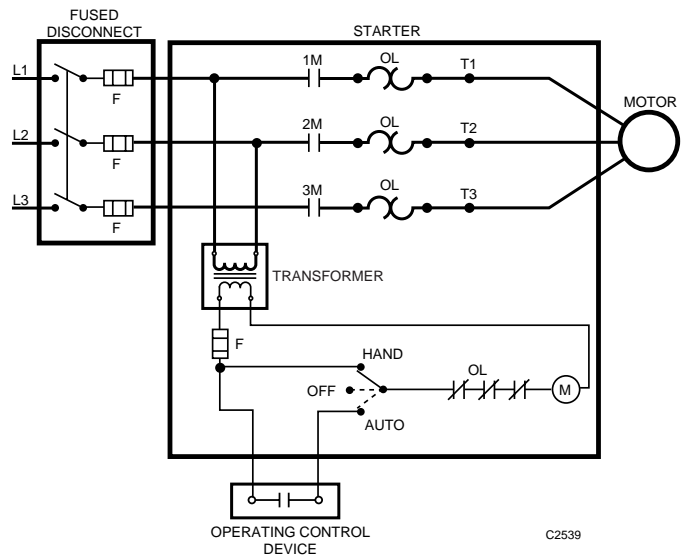 FUSED
DISCONNECT
STARTER
L1
F
1M
OL
T1
MOTOR
L2
F
2M
OL
T2
L3
F
3M
OL
T3
TRANSFORMER
F
HAND
OL
OFF
M
AUTO
OPERATING CONTROL
DEVICE
C2539